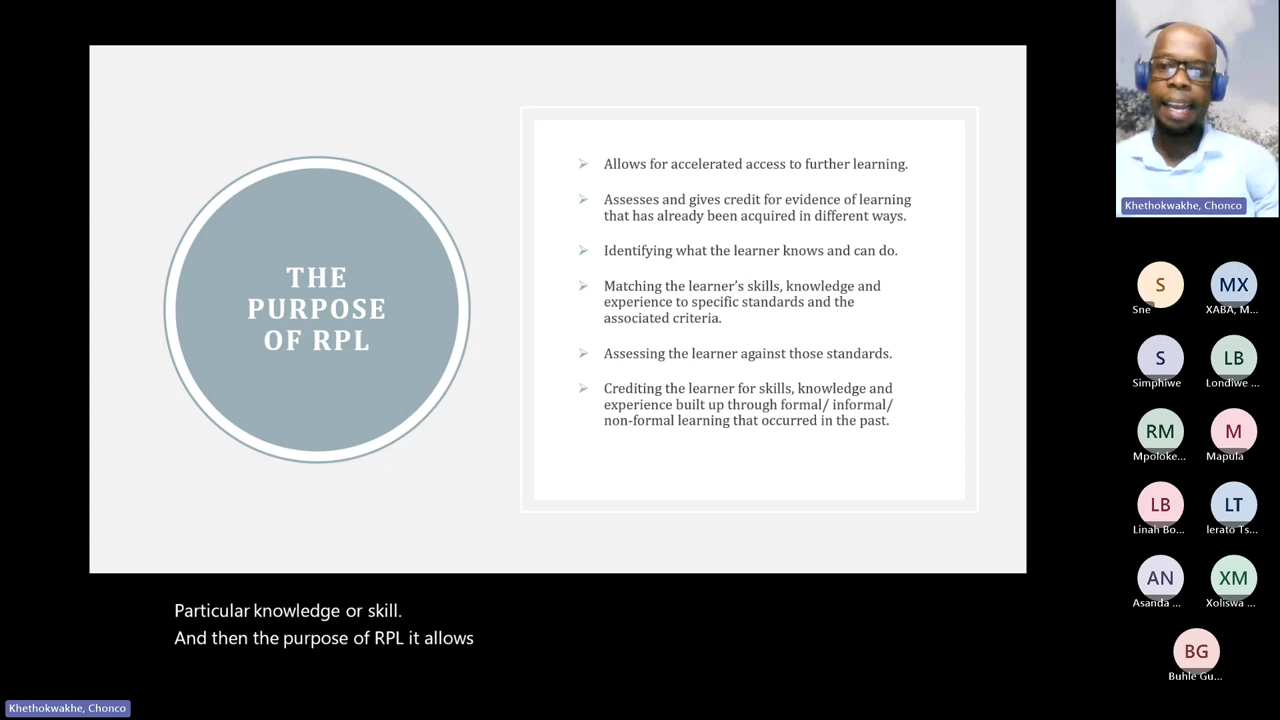 THE
PURPOSE
OF RPL
Allows for accelerated access to further learning.
Assesses and gives credit for evidence of learning
that has already been acquired in different ways.
Identifying what the learner knows and can do.
Matching the learner’s skills, knowledge and
experience to specific standards and the
associated criteria.
Assessing the learner against those standards.
Crediting the learner for skills, knowledge and
experience built up through formal/ informal/
non-formal learning that occurred in the past.
Particular knowledge or skill.
And then the purpose of RPL it allows
Khethokwakhe, Chonco
Khethokwakhe, Chonco
S
MX
Sne
XABA, M...
S
LB
Simphiwe
Londiwe ...
RM
M
Mpoloke...
Mapula
LB
LT
Linah Bo...
lerato Ts...
AN
XM
Asanda ...
Xoliswa ...
BG
Buhle Gu...